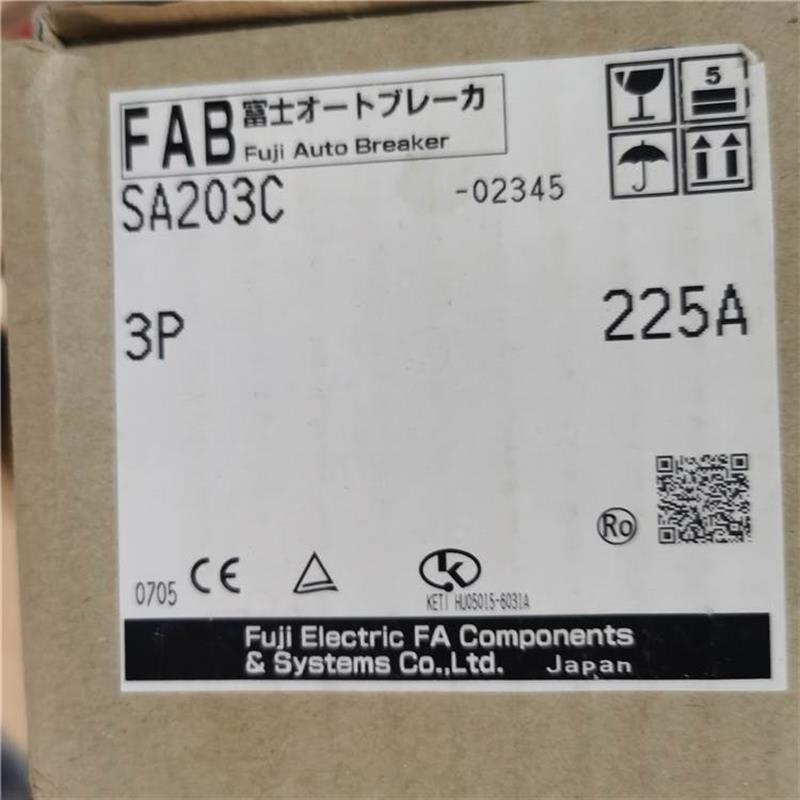 FAB 富士オートブレーカ
Fuji Auto Breaker
5
SA203C -02345
3P 225A
Ro
0705 CE
K
KETI HU05015-6031A
Fuji Electric FA Components
& Systems Co.,Ltd. Japan